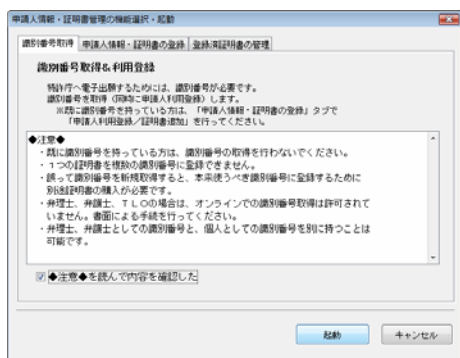 申請人情報・証明書管理の機能選択・起動
識別番号取得 申請人情報・証明書の登録 登録済証明書の管理
識別番号取得&利用登録
特許庁へ電子出願するためには、識別番号が必要です。
識別番号を取得(同時に申請人利用登録)します。
※既に識別番号を持っている方は、「申請人情報・証明書の登録」タブで
「申請人利用登録/証明書追加」を行ってください。
◆注意◆
・既に識別番号を持っている方は、識別番号の取得を行わないでください。
・1つの証明書を複数の識別番号に登録できません。
・誤って識別番号を新規取得すると、本来使うべき識別番号に登録するために
別途証明書の購入が必要です。
・弁理士、弁護士、TLOの場合は、オンラインでの識別番号取得は許可されて
いません。書面による手続を行ってください。
・弁理士、弁護士としての識別番号と、個人としての識別番号を別に持つことは
可能です。
◆注意◆を読んで内容を確認した
起動 キャンセル